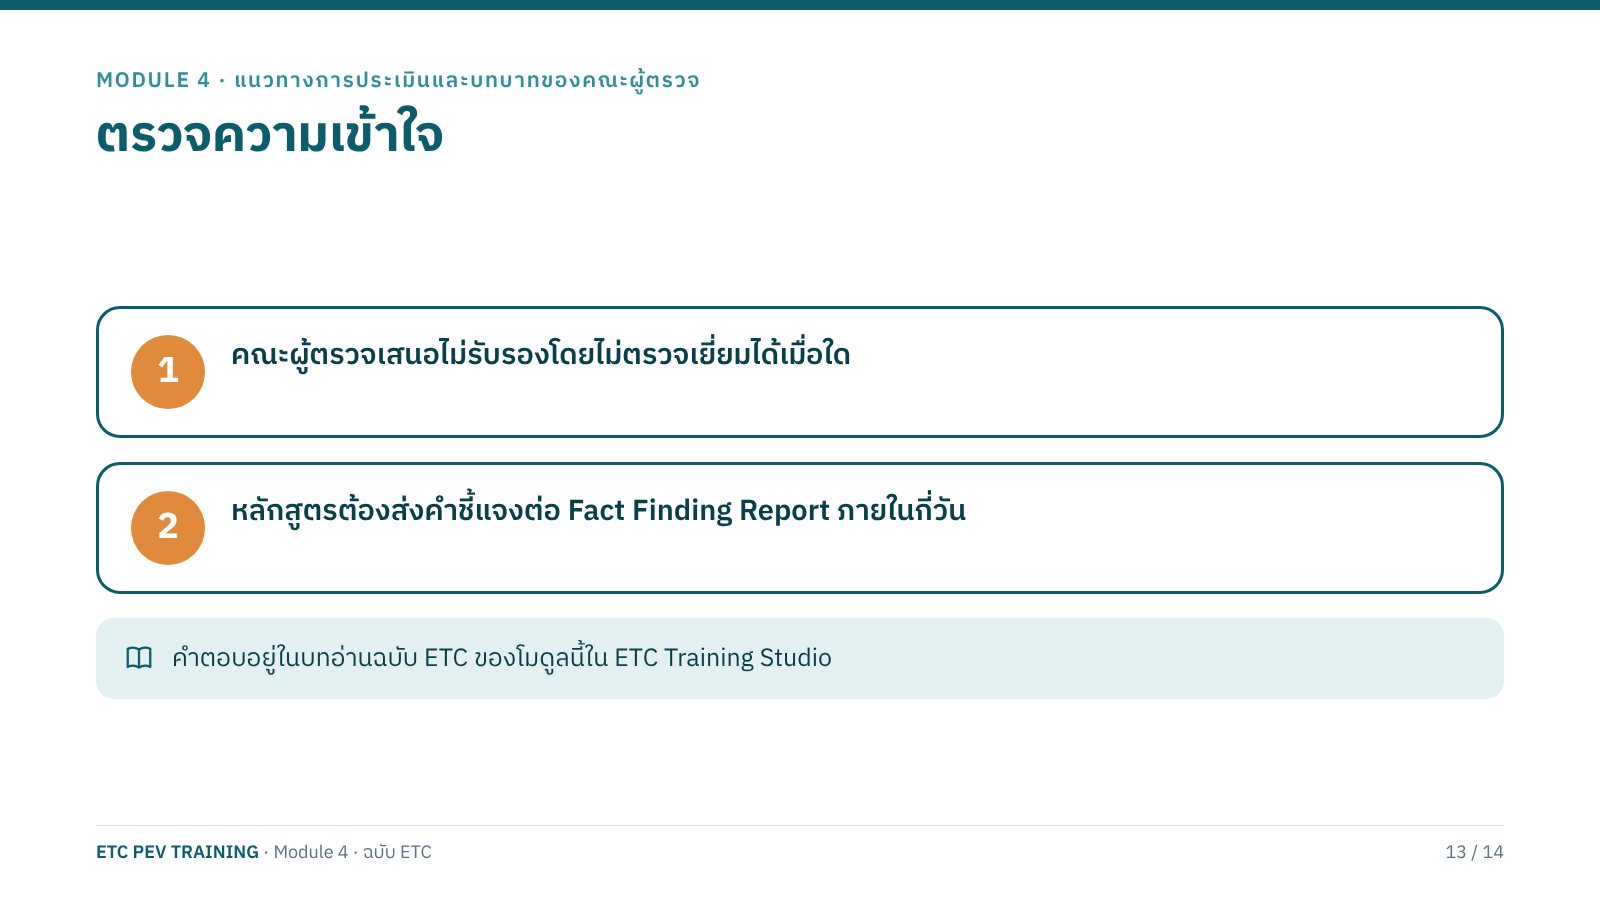 MODULE 4 · แนวทางการประเมินและบทบาทของคณะผู้ตรวจ
ตรวจความเข้าใจ
1
คณะผู้ตรวจเสนอไม่รับรองโดยไม่ตรวจเยี่ยมได้เมื่อใด
2
หลักสูตรต้องส่งคำชี้แจงต่อ Fact Finding Report ภายในกี่วัน
คำตอบอยู่ในบทอ่านฉบับ ETC ของโมดูลนี้ใน ETC Training Studio
ETC PEV TRAINING · Module 4 · ฉบับ ETC
13 / 14